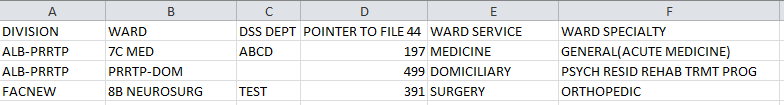 A B C D E F
DIVISION WARD DSS DEPT POINTER TO FILE 44 WARD SERVICE WARD SPECIALTY
ALB-PRRTP 7C MED ABCD 197 MEDICINE GENERAL(ACUTE MEDICINE)
ALB-PRRTP PRRTP-DOM 499 DOMICILIARY PSYCH RESID REHAB TRMT PROG
FACNEW 8B NEUROSURG TEST 391 SURGERY ORTHOPEDIC